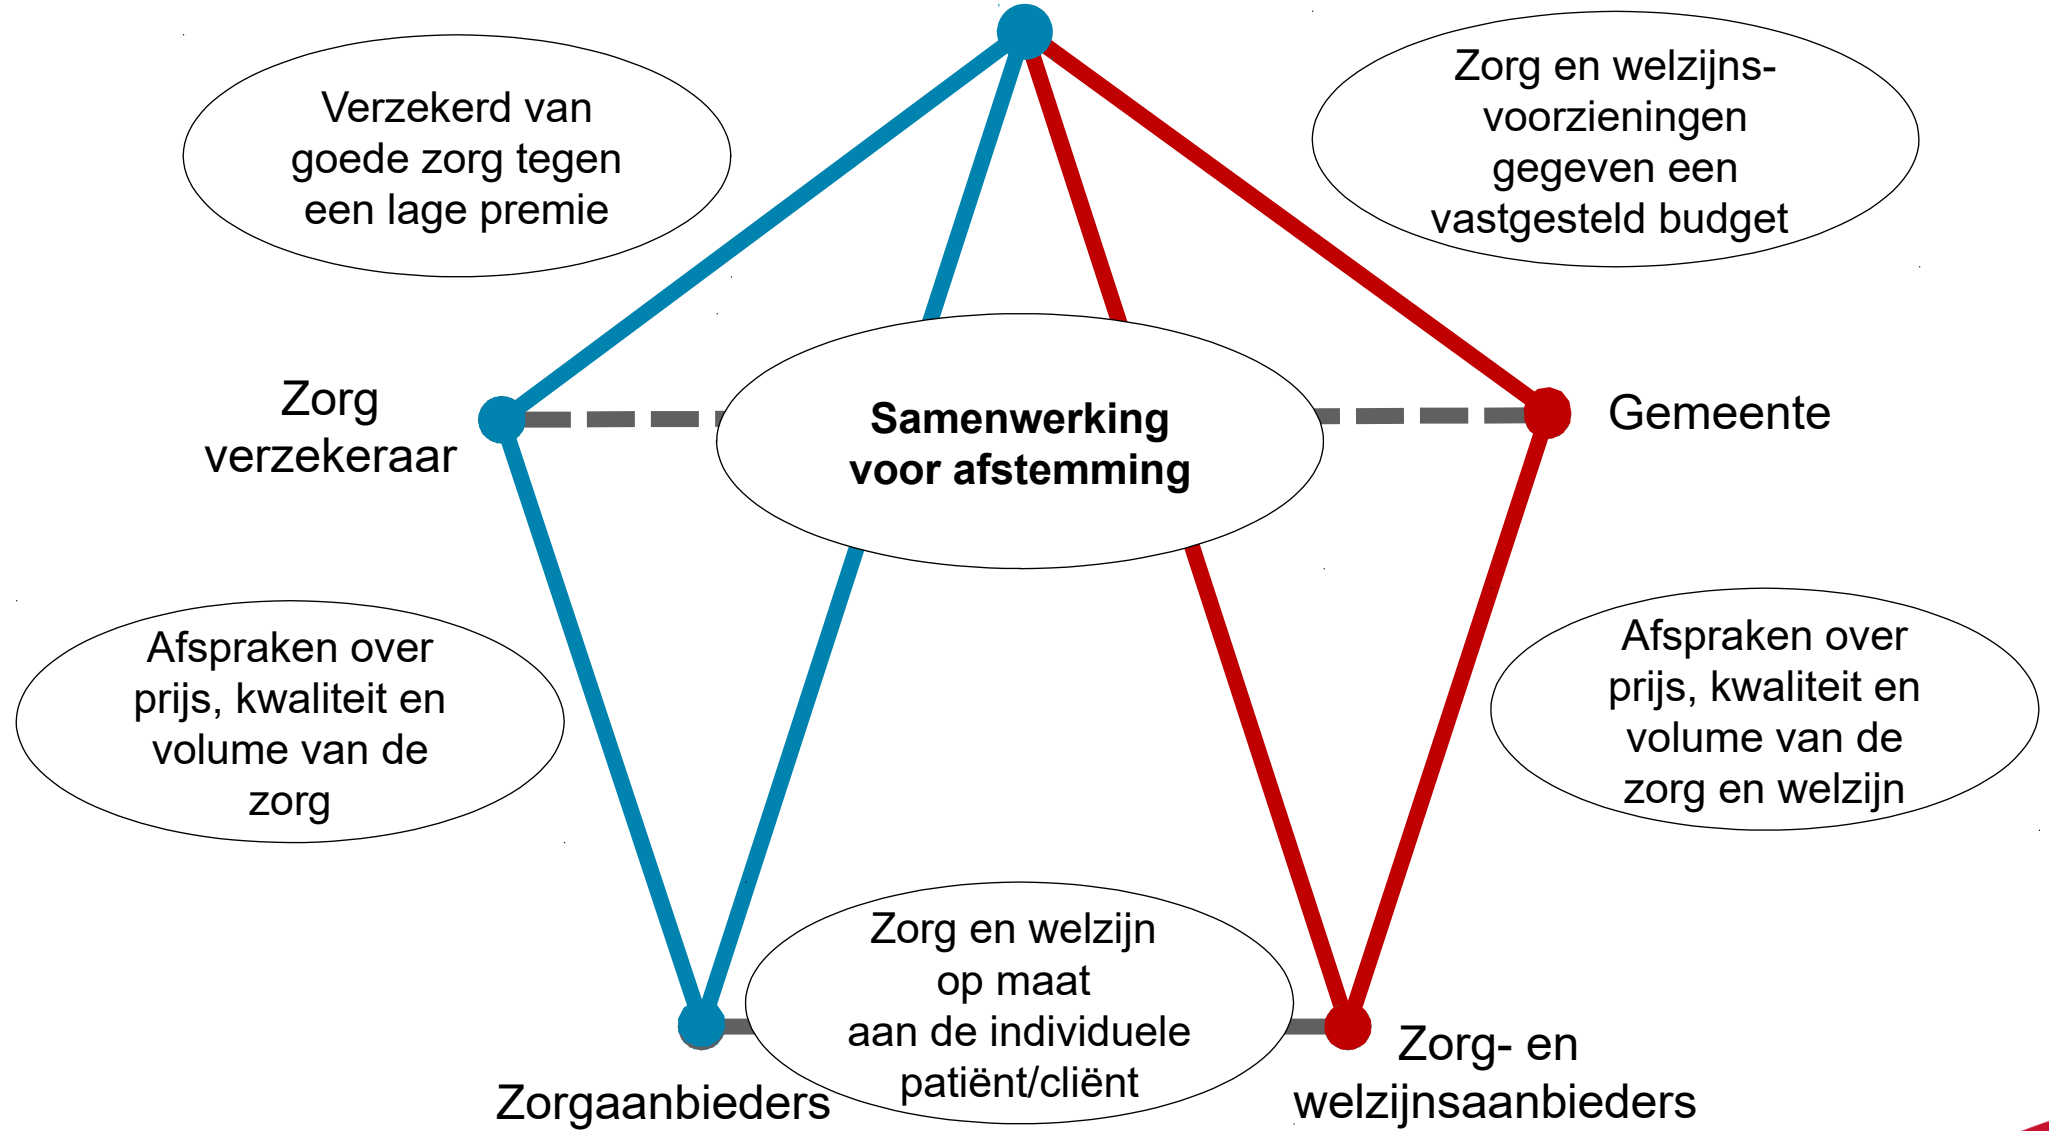 Verzekerd van
goede zorg tegen
een lage premie
Zorg en welzijns-
voorzieningen
gegeven een
vastgesteld budget
Zorg
verzekeraar
Samenwerking
voor afstemming
Gemeente
Afspraken over
prijs, kwaliteit en
volume van de
zorg
Afspraken over
prijs, kwaliteit en
volume van de
zorg en welzijn
Zorg en welzijn
op maat
aan de individuele
patiënt/cliënt
Zorgaanbieders
Zorg- en
welzijnsaanbieders